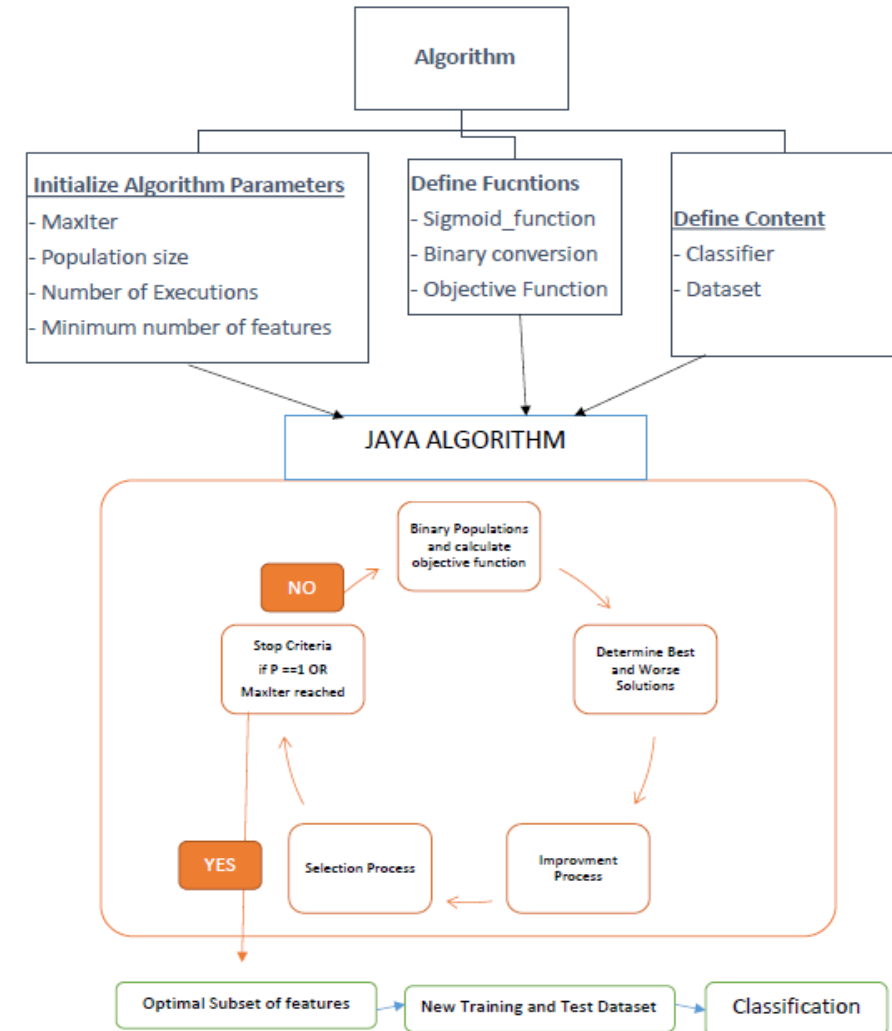 Algorithm
Initialize Algorithm Parameters
- MaxIter
- Population size
- Number of Executions
- Minimum number of features
Define Fucntions
- Sigmoid_function
- Binary conversion
- Objective Function
Define Content
- Classifier
- Dataset
JAYA ALGORITHM
Binary Populations
and calculate
objective function
NO
Stop Criteria
if P ==1 OR
MaxIter reached
Determine Best
and Worse
Solutions
YES
Selection Process
Improvment
Process
Optimal Subset of features
New Training and Test Dataset
Classification